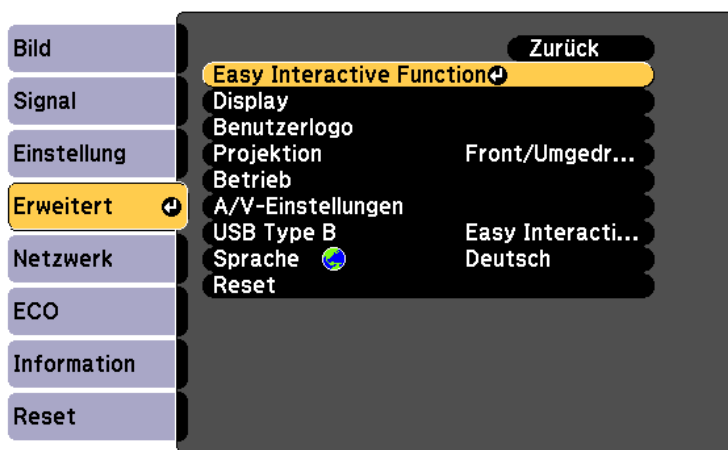 Bild
Signal
Einstellung
Erweitert
Netzwerk
ECO
Information
Reset
Zurück
Easy Interactive Function
Display
Benutzerlogo
Projektion Front/Umgedr...
Betrieb
A/V-Einstellungen
USB Type B Easy Interacti...
Sprache Deutsch
Reset